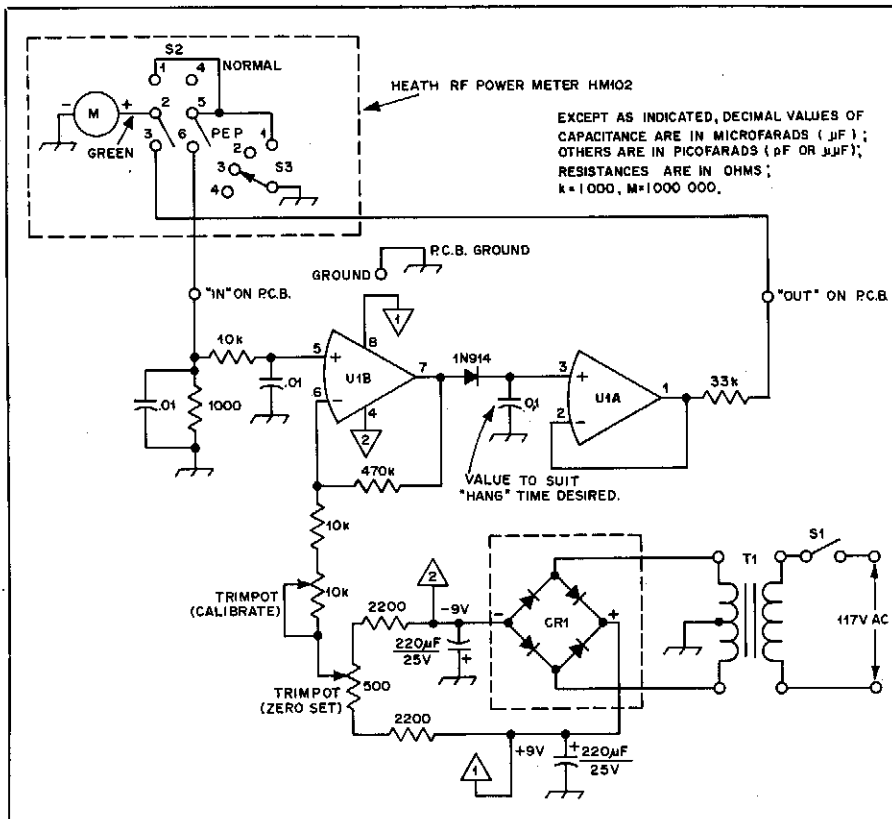 S2
1
4
NORMAL
HEATH RF POWER METER HM102
-
M
+
2
5
3
6
PEP
GREEN
1
2
3
4
S3
EXCEPT AS INDICATED, DECIMAL VALUES OF
CAPACITANCE ARE IN MICROFARADS (µF);
OTHERS ARE IN PICOFARADS (pF OR µµF);
RESISTANCES ARE IN OHMS;
k=1000, M=1000 000.
P.C.B. GROUND
GROUND
"IN" ON P.C.B.
"OUT" ON P.C.B.
1
10k
5
+
8
U1B
7
1N914
3
+
U1A
1
33k
.01
1000
.01
6
-
4
2
0.1
2
-
470k
VALUE TO SUIT
"HANG" TIME DESIRED.
10k
TRIMPOT
(CALIBRATE)
10k
2
-9V
2200
220µF
25V
+
-
CR1
+
T1
S1
117V AC
500
TRIMPOT
(ZERO SET)
2200
1
+9V
+
220µF
25V